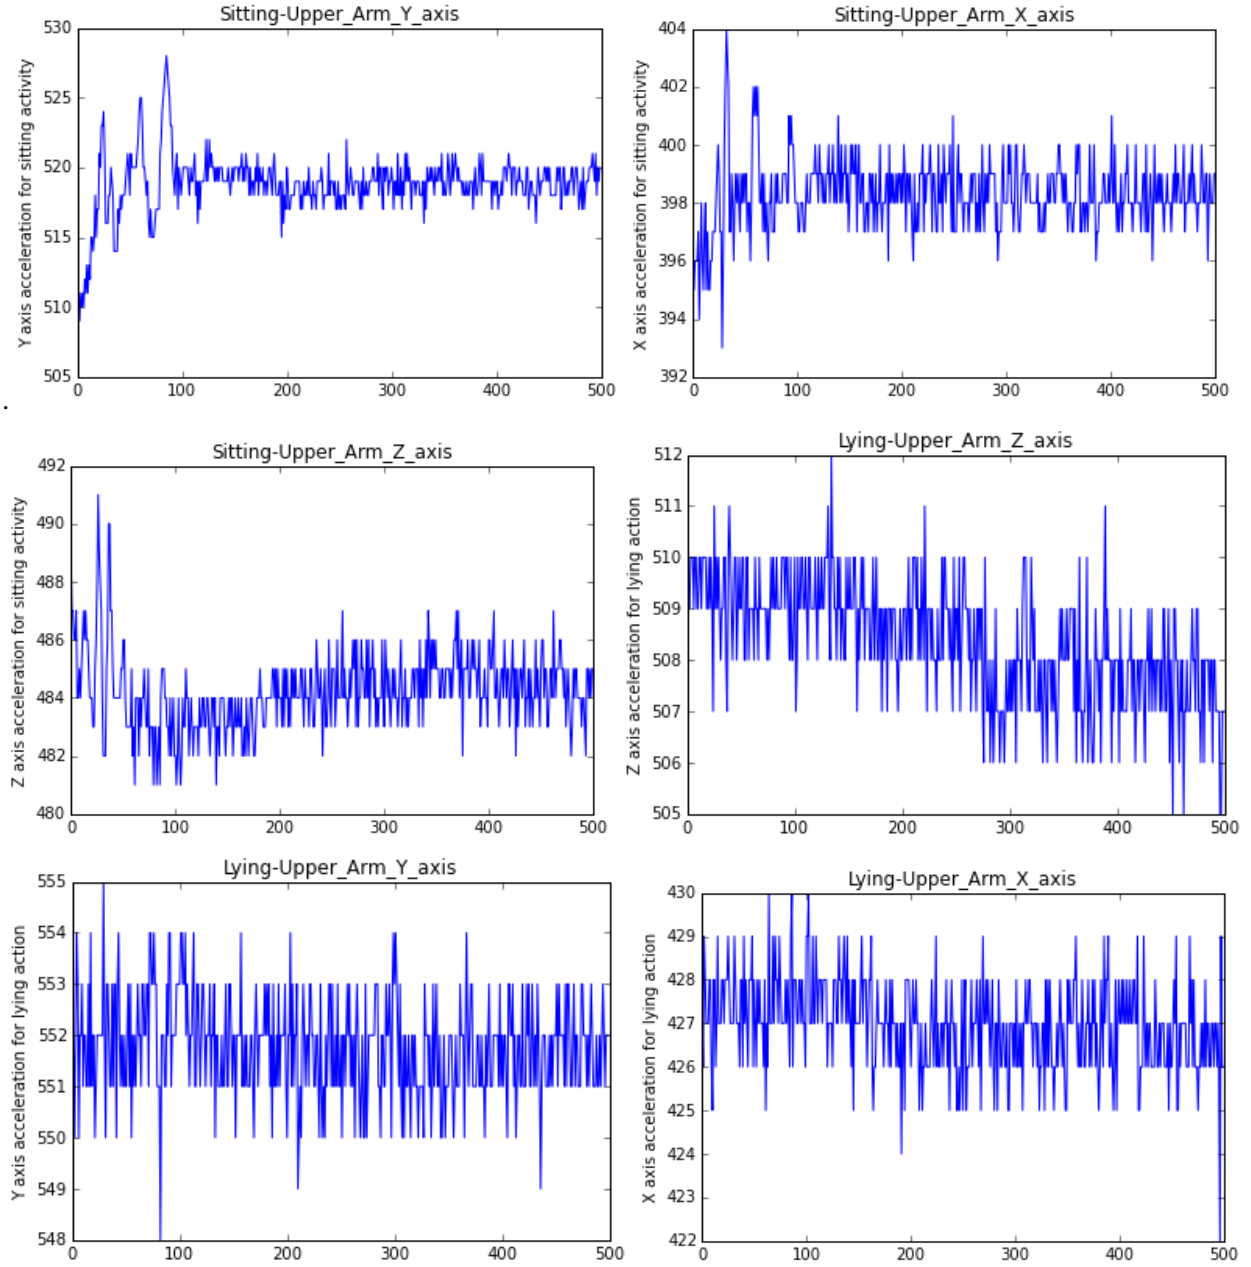 Sitting-Upper_Arm_Y_axis
530
525
520
515
510
505
Y axis acceleration for sitting activity
0 100 200 300 400 500
Sitting-Upper_Arm_X_axis
404
402
400
398
396
394
392
X axis acceleration for sitting activity
0 100 200 300 400 500
.
Sitting-Upper_Arm_Z_axis
492
490
488
486
484
482
480
Z axis acceleration for sitting activity
0 100 200 300 400 500
Lying-Upper_Arm_Z_axis
512
511
510
509
508
507
506
505
Z axis acceleration for lying action
0 100 200 300 400 500
Lying-Upper_Arm_Y_axis
555
554
553
552
551
550
549
548
Y axis acceleration for lying action
0 100 200 300 400 500
Lying-Upper_Arm_X_axis
430
429
428
427
426
425
424
423
422
X axis acceleration for lying action
0 100 200 300 400 500